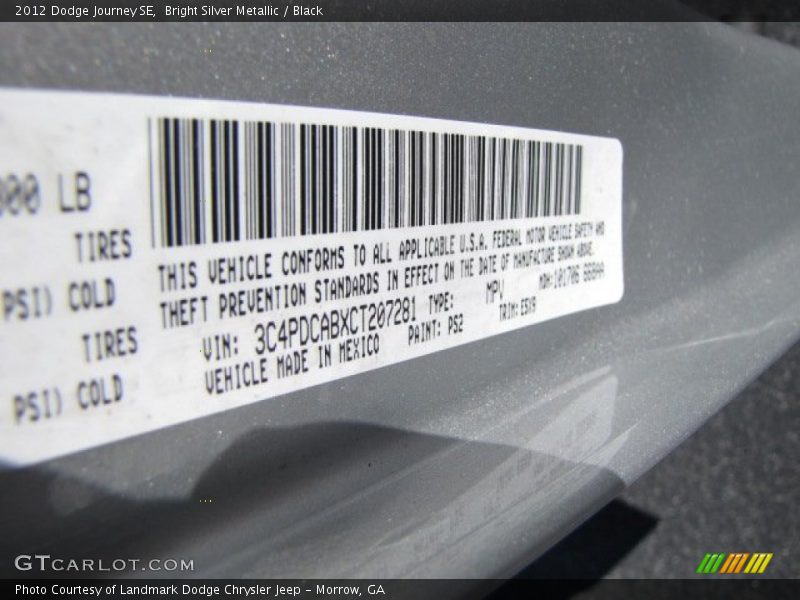 2012 Dodge Journey SE,  Bright Silver Metallic / Black
LB
TIRES
PSI) COLD
TIRES
PSI) COLD
THIS VEHICLE CONFORMS TO ALL APPLICABLE U.S.A. FEDERAL MOTOR VEHICLE SAFETY AND
THEFT PREVENTION STANDARDS IN EFFECT ON THE DATE OF MANUFACTURE SHOWN ABOVE.
VIN: 3C4PDCABXCT207281 TYPE: MPV MDH:101706
VEHICLE MADE IN MEXICO PAINT: PS2 TRIM:
GTCARLOT.COM
Photo Courtesy of Landmark Dodge Chrysler Jeep – Morrow, GA